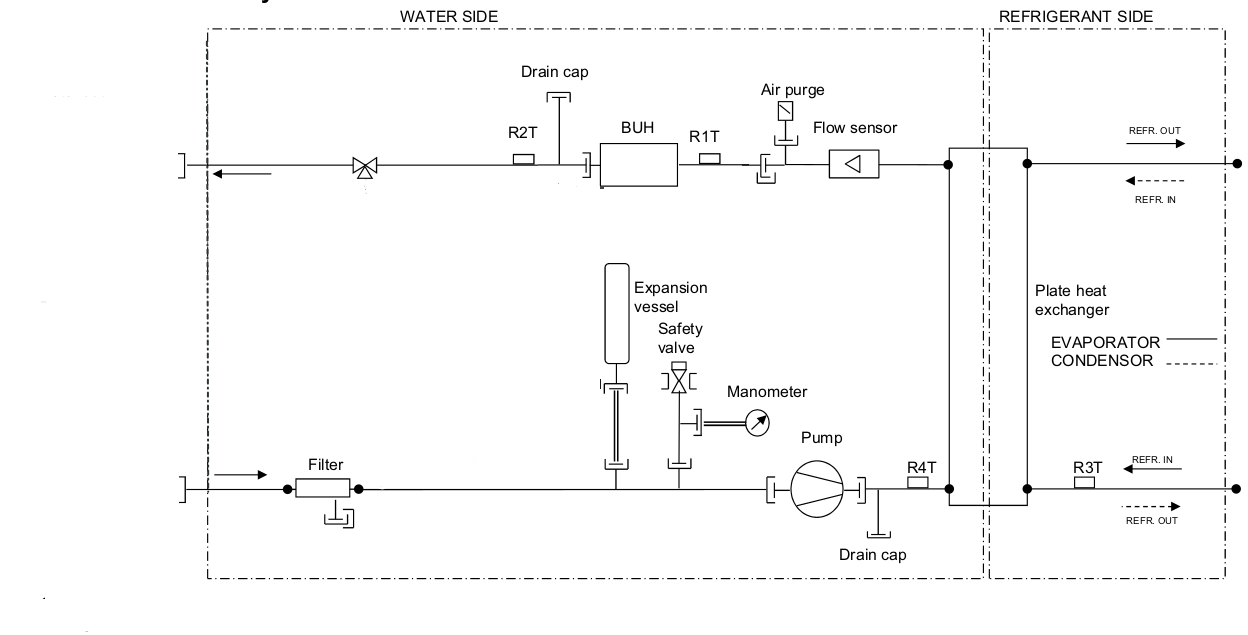 WATER SIDE
REFRIGERANT SIDE
Drain cap
Air purge
R2T
BUH
R1T
Flow sensor
REFR. OUT
REFR. IN
Expansion
vessel
Plate heat
exchanger
Safety
valve
EVAPORATOR
CONDENSOR
Manometer
Pump
Filter
R4T
R3T
REFR. IN
REFR. OUT
Drain cap